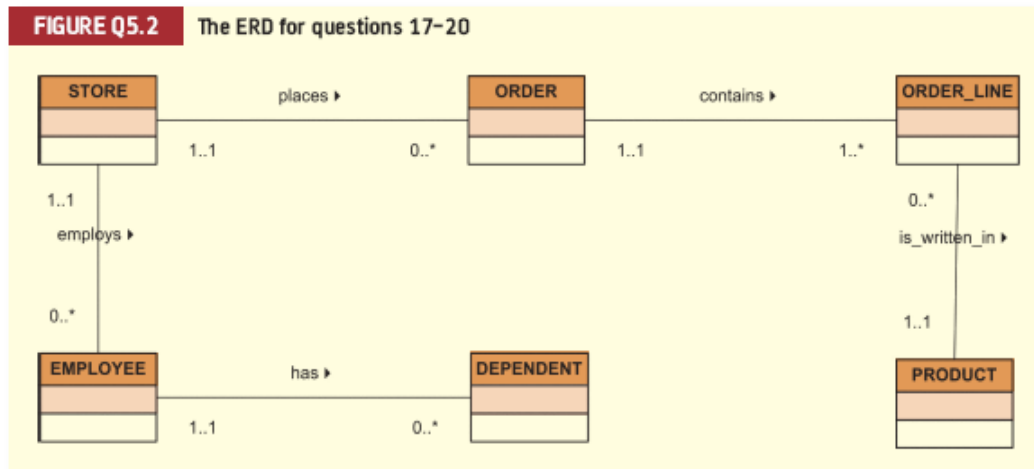 FIGURE Q5.2 The ERD for questions 17–20
STORE places ▸ ORDER contains ▸ ORDER_LINE
1..1 0..* 1..1 1..*
1..1 0..*
employs ▸ is_written_in ▸
0..* 1..1
EMPLOYEE has ▸ DEPENDENT PRODUCT
1..1 0..*